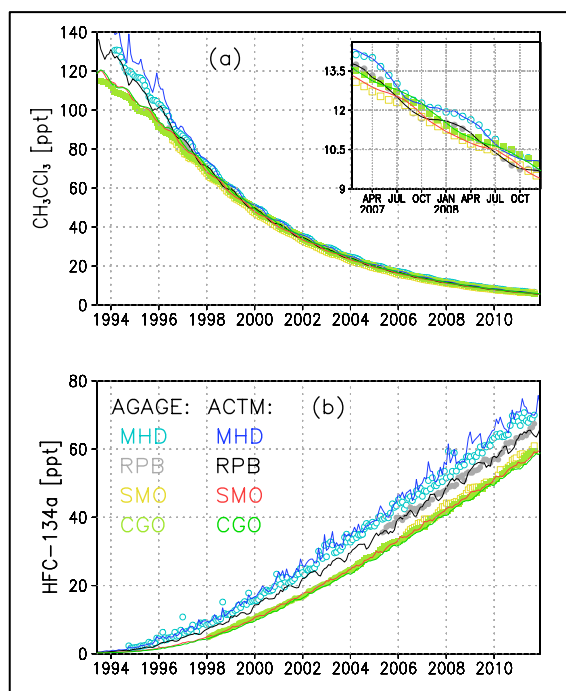 140
120
100
80
60
40
20
0
CH₃CCl₃ [ppt]
(a)
13.5
12
10.5
9
APR JUL OCT JAN APR JUL OCT
2007 2008
1994 1996 1998 2000 2002 2004 2006 2008 2010
80
60
40
20
0
HFC-134a [ppt]
AGAGE: ACTM: (b)
MHD MHD
RPB RPB
SMO SMO
CGO CGO
1994 1996 1998 2000 2002 2004 2006 2008 2010